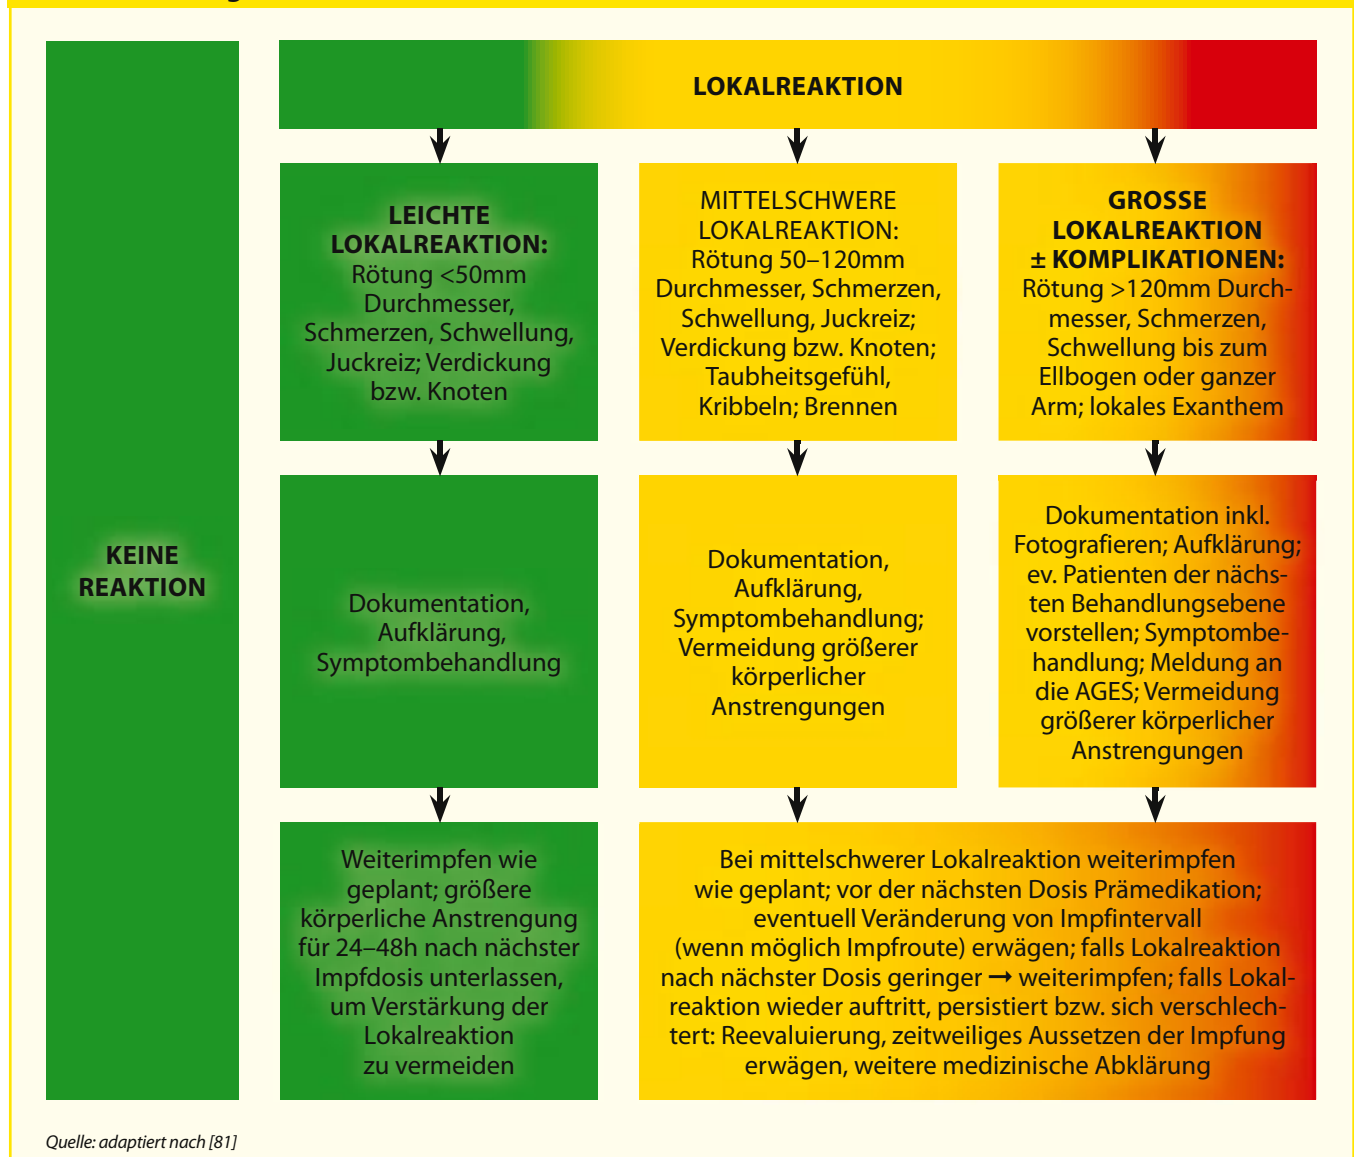 LOKALREAKTION
KEINE
REAKTION
LEICHTE
LOKALREAKTION:
Rötung <50mm
Durchmesser,
Schmerzen, Schwellung,
Juckreiz; Verdickung
bzw. Knoten
MITTELSCHWERE
LOKALREAKTION:
Rötung 50–120mm
Durchmesser, Schmerzen,
Schwellung, Juckreiz;
Verdickung bzw. Knoten;
Taubheitsgefühl,
Kribbeln; Brennen
GROSSE
LOKALREAKTION
± KOMPLIKATIONEN:
Rötung >120mm Durch-
messer, Schmerzen,
Schwellung bis zum
Ellbogen oder ganzer
Arm; lokales Exanthem
Dokumentation,
Aufklärung,
Symptombehandlung
Dokumentation,
Aufklärung,
Symptombehandlung;
Vermeidung größerer
körperlicher
Anstrengungen
Dokumentation inkl.
Fotografieren; Aufklärung;
ev. Patienten der nächs-
ten Behandlungsebene
vorstellen; Symptombe-
handlung; Meldung an
die AGES; Vermeidung
größerer körperlicher
Anstrengungen
Weiterimpfen wie
geplant; größere
körperliche Anstrengung
für 24–48h nach nächster
Impfdosis unterlassen,
um Verstärkung der
Lokalreaktion
zu vermeiden
Bei mittelschwerer Lokalreaktion weiterimpfen
wie geplant; vor der nächsten Dosis Prämedikation;
eventuell Veränderung von Impfintervall
(wenn möglich Impfroute) erwägen; falls Lokalreaktion
nach nächster Dosis geringer → weiterimpfen; falls Lokal-
reaktion wieder auftritt, persistiert bzw. sich verschlech-
tert: Reevaluierung, zeitweiliges Aussetzen der Impfung
erwägen, weitere medizinische Abklärung
Quelle: adaptiert nach [81]